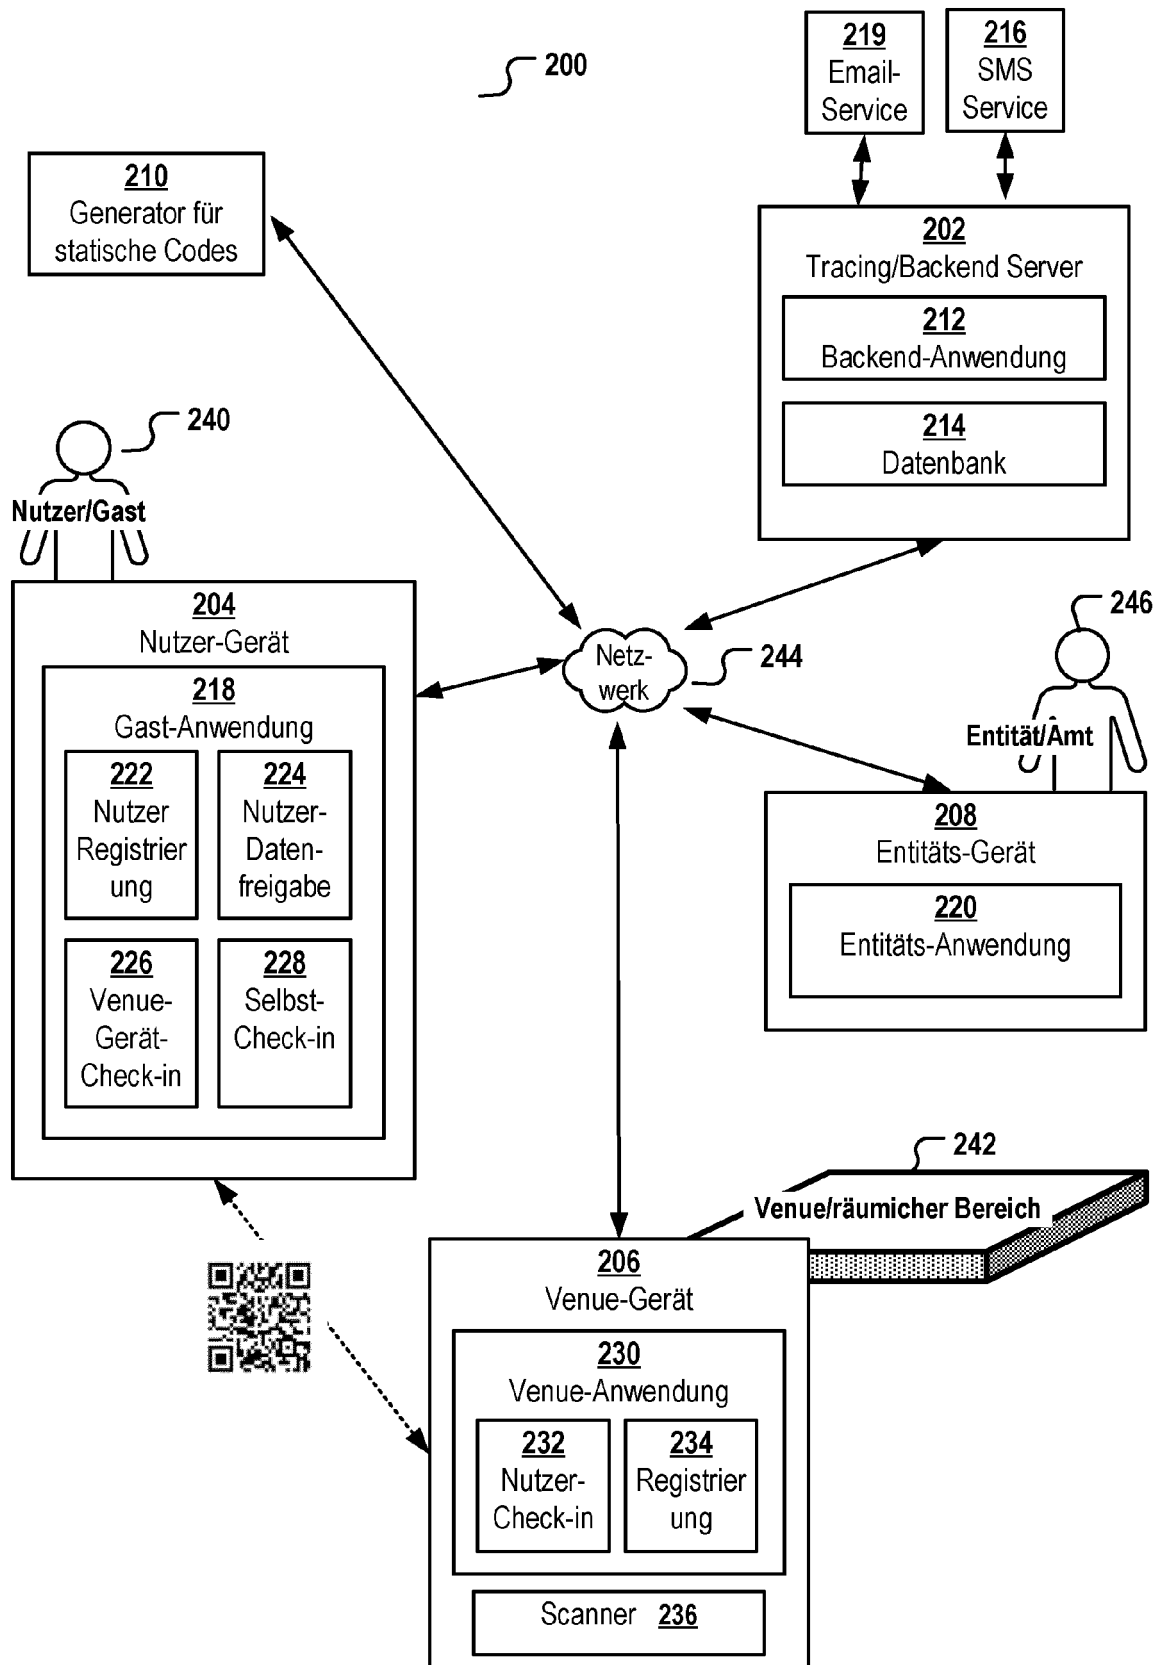 219
Email-
Service
216
SMS
Service
200
210
Generator für
statische Codes
202
Tracing/Backend Server
212
Backend-Anwendung
214
Datenbank
240
Nutzer/Gast
204
Nutzer-Gerät
218
Gast-Anwendung
222
Nutzer
Registrier
ung
224
Nutzer-
Daten-
freigabe
226
Venue-
Gerät-
Check-in
228
Selbst-
Check-in
Netz-
werk
244
246
Entität/Amt
208
Entitäts-Gerät
220
Entitäts-Anwendung
242
Venue/räumicher Bereich
206
Venue-Gerät
230
Venue-Anwendung
232
Nutzer-
Check-in
234
Registrier
ung
Scanner 236